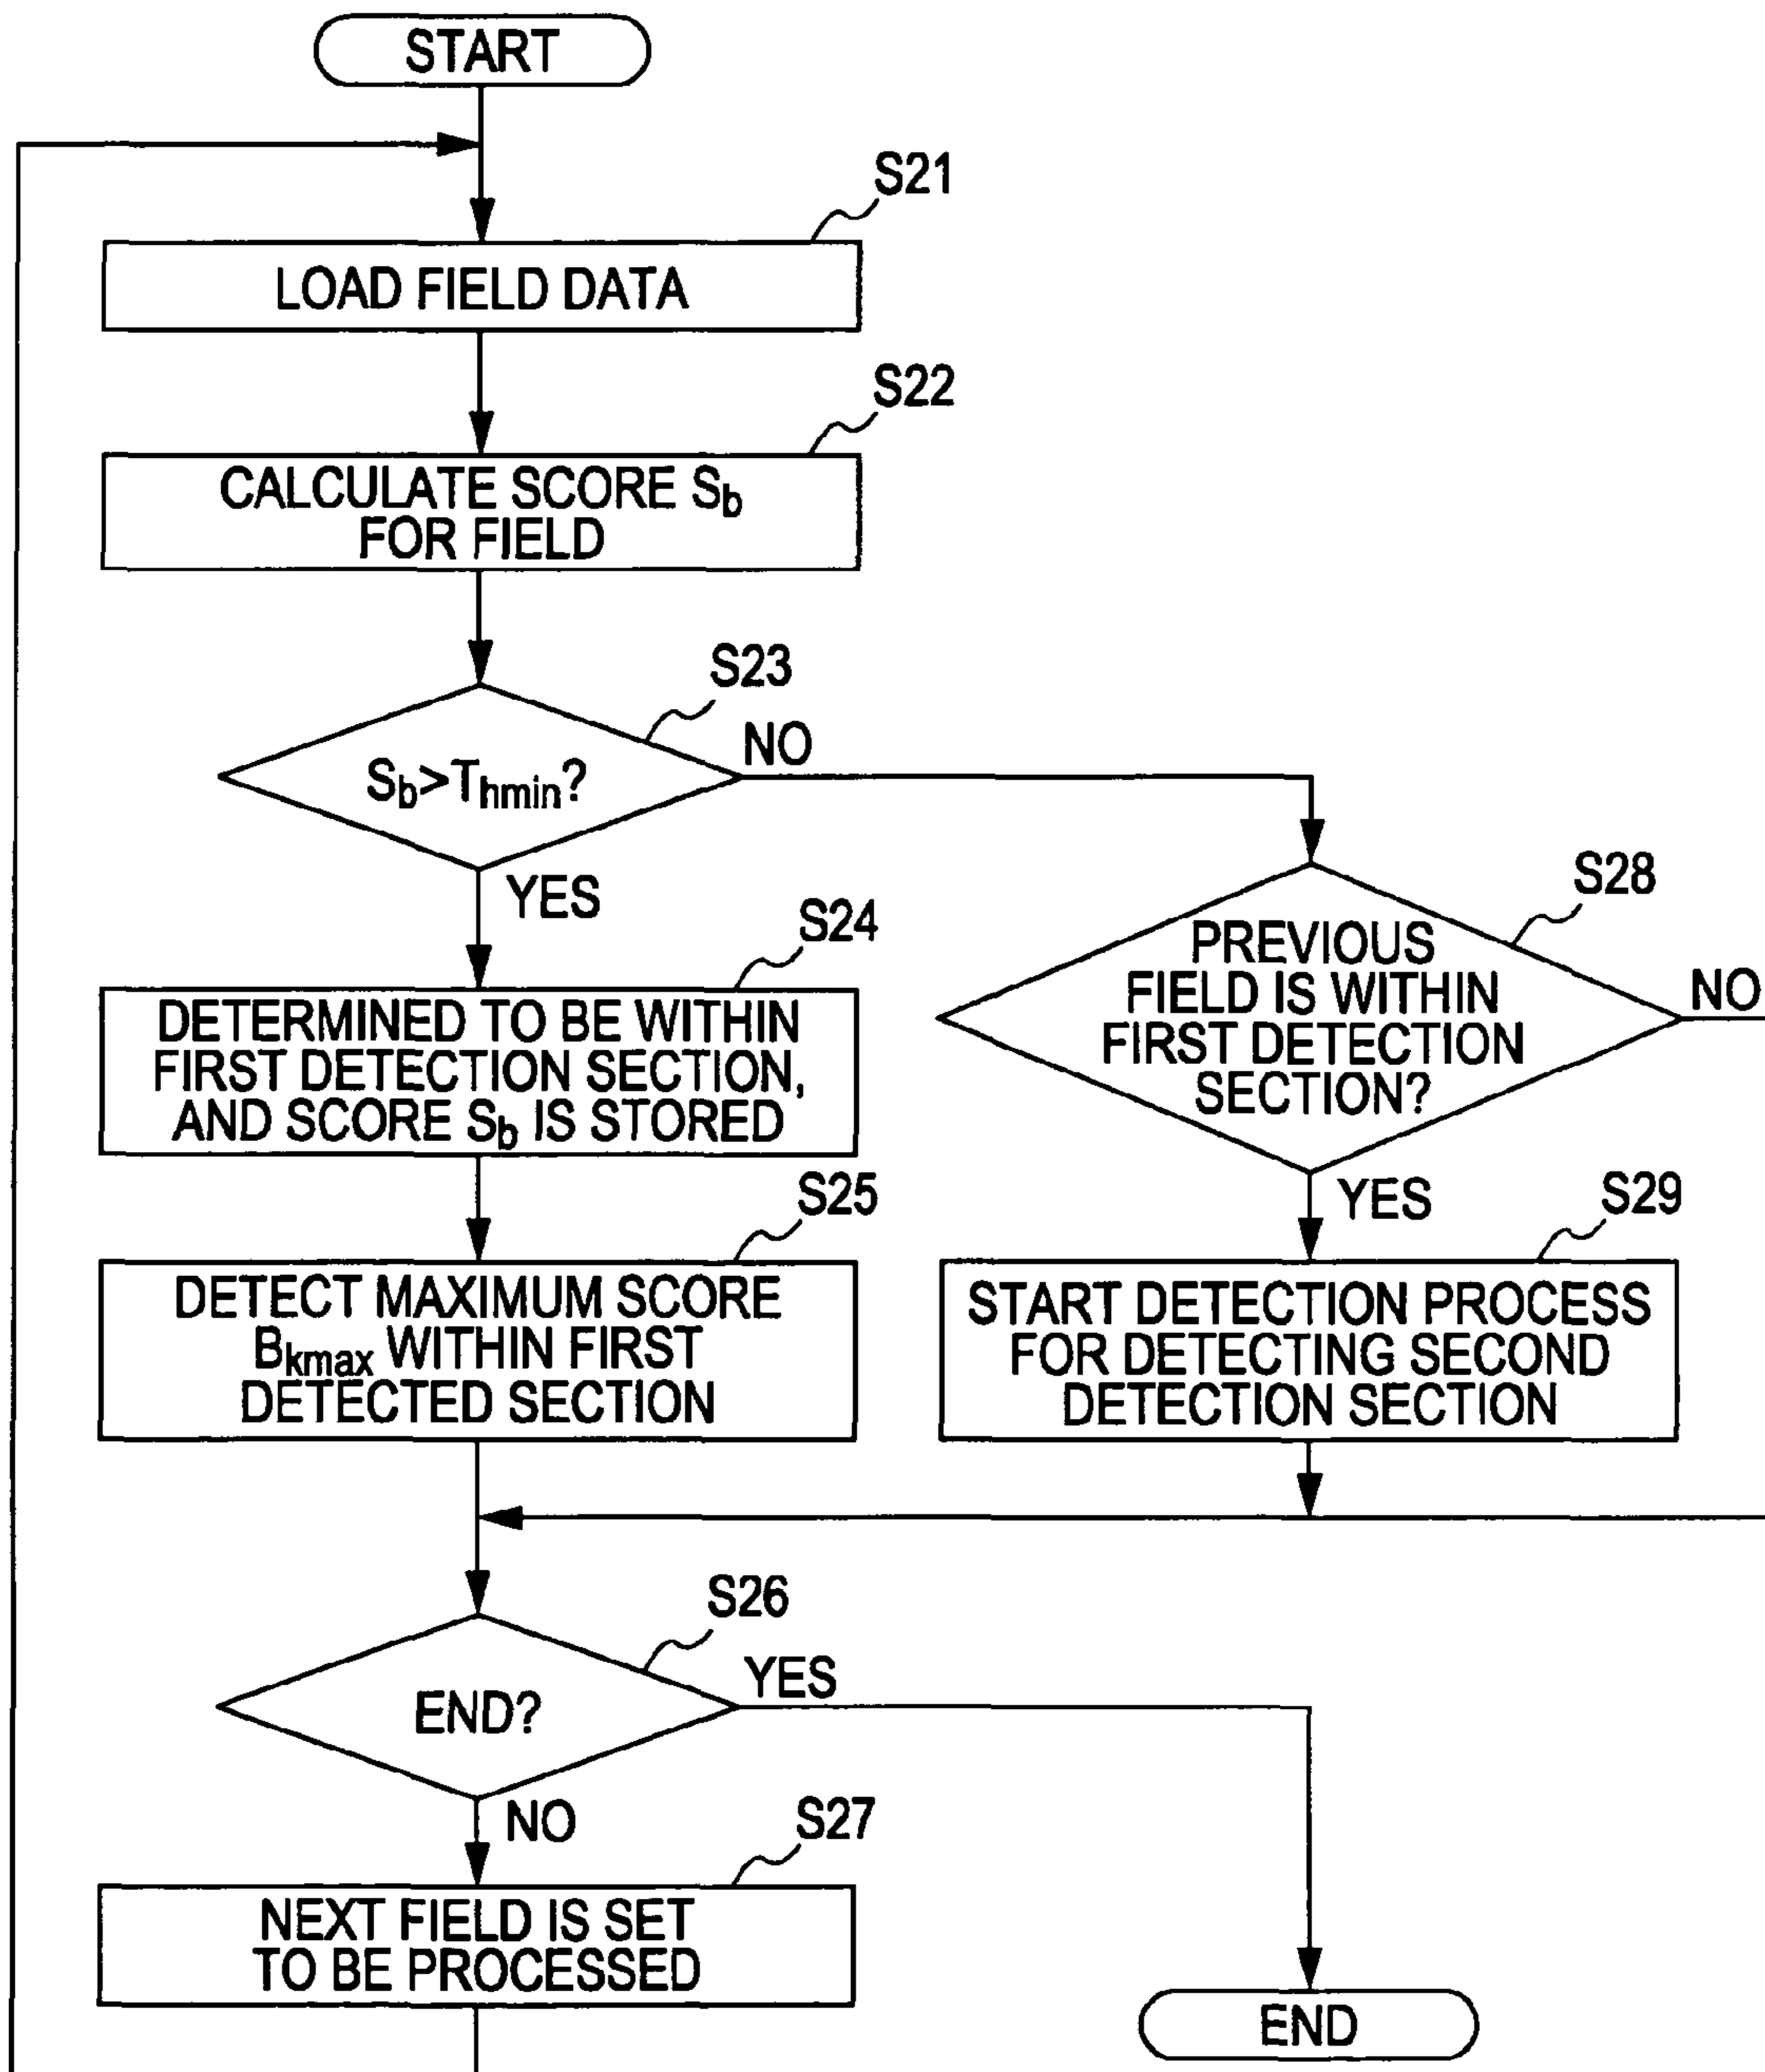 START
S21
LOAD FIELD DATA
S22
CALCULATE SCORE Sb
FOR FIELD
S23
Sb>Thmin?
NO
YES
S28
PREVIOUS
FIELD IS WITHIN
FIRST DETECTION
SECTION?
NO
YES
S24
DETERMINED TO BE WITHIN
FIRST DETECTION SECTION,
AND SCORE Sb IS STORED
S25
DETECT MAXIMUM SCORE
Bkmax WITHIN FIRST
DETECTED SECTION
S29
START DETECTION PROCESS
FOR DETECTING SECOND
DETECTION SECTION
S26
END?
YES
NO
S27
NEXT FIELD IS SET
TO BE PROCESSED
END